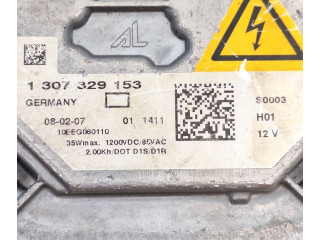 AL
1 307 329 153
GERMANY
08-02-07 01 1411
10EEG060110
35Wmax. 1200VDC/85VAC
2.00Kh/DOT D1S/D1R
S0003
H01
12 V